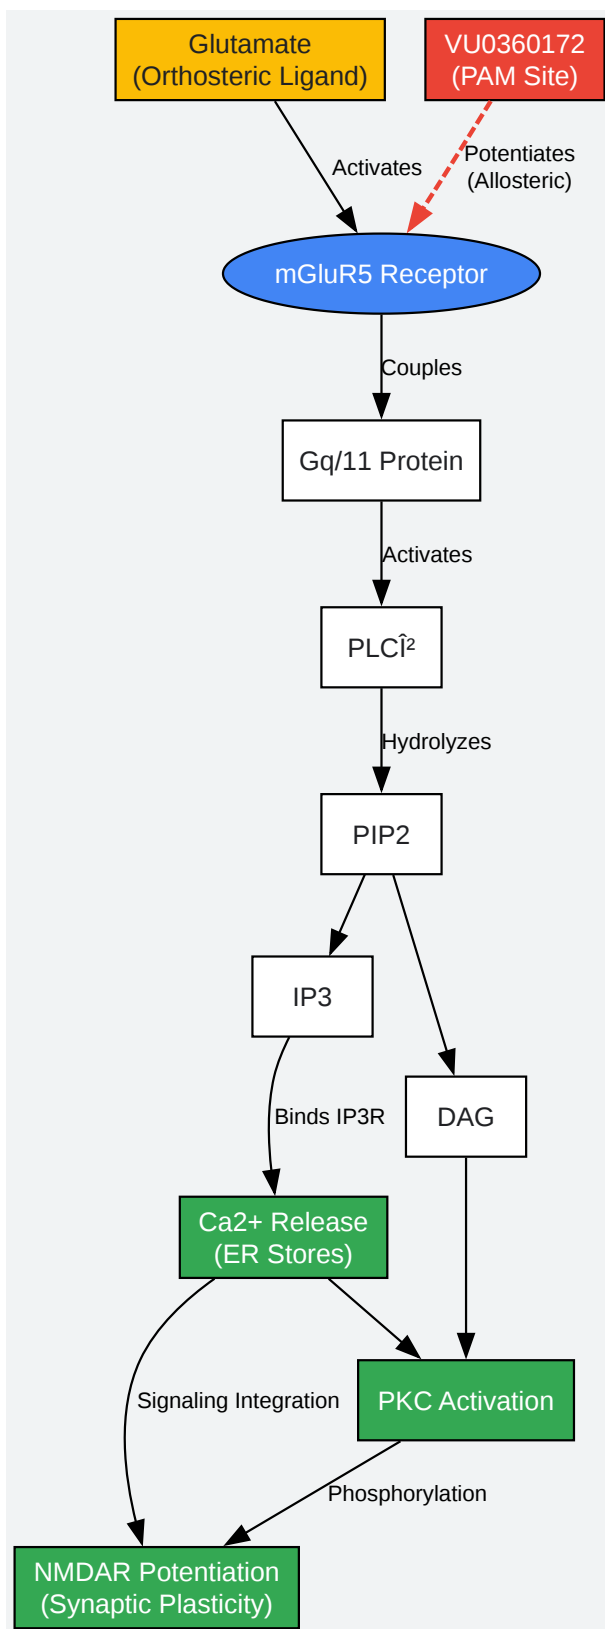 Glutamate
(Orthosteric Ligand)
VU0360172
(PAM Site)
Activates
Potentiates
(Allosteric)
mGluR5 Receptor
Couples
Gq/11 Protein
Activates
PLCÎ²
Hydrolyzes
PIP2
IP3
Binds IP3R
DAG
Ca2+ Release
(ER Stores)
Signaling Integration
PKC Activation
Phosphorylation
NMDAR Potentiation
(Synaptic Plasticity)